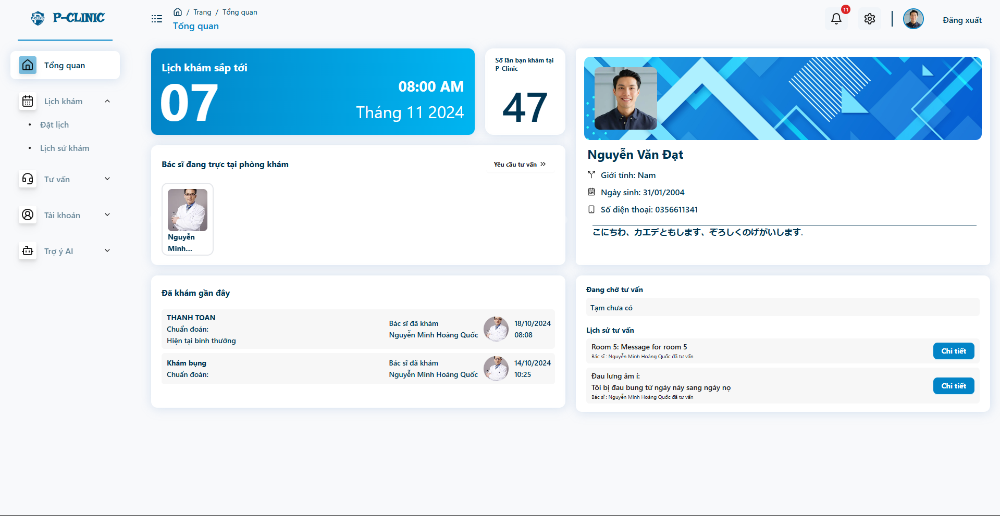 P-CLINIC
P-CLINIC
/ Trang / Tổng quan
Tổng quan
11
Đăng xuất
Tổng quan
Lịch khám
• Đặt lịch
• Lịch sử khám
Tư vấn
Tài khoản
Trợ ý AI
Lịch khám sắp tới
07
08:00 AM
Tháng 11 2024
Số lần bạn khám tại
P-Clinic
47
Bác sĩ đang trực tại phòng khám
Yêu cầu tư vấn
Nguyễn
Minh...
Nguyễn Văn Đạt
Giới tính: Nam
Ngày sinh: 31/01/2004
Số điện thoại: 0356611341
こにちわ、カエデともします、ぞろしくのげがいします.
Đã khám gần đây
THANH TOAN
Chuẩn đoán:
Hiện tại bình thường
Bác sĩ đã khám
Nguyễn Minh Hoàng Quốc
18/10/2024
08:08
Khám bụng
Chuẩn đoán:
Bác sĩ đã khám
Nguyễn Minh Hoàng Quốc
14/10/2024
10:25
Đang chờ tư vấn
Tạm chưa có
Lịch sử tư vấn
Room 5: Message for room 5
Bác sĩ : Nguyễn Minh Hoàng Quốc đã tư vấn
Chi tiết
Đau lưng âm ỉ:
Tôi bị đau bung từ ngày này sang ngày nọ
Bác sĩ : Nguyễn Minh Hoàng Quốc đã tư vấn
Chi tiết